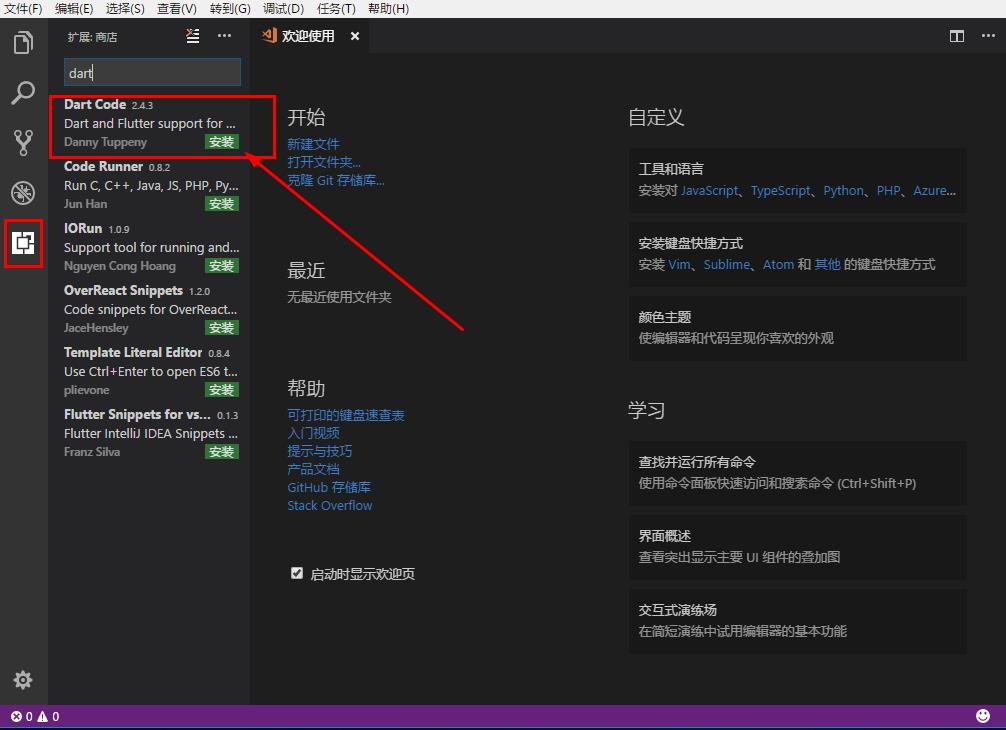 文件(F) 编辑(E) 选择(S) 查看(V) 转到(G) 调试(D) 任务(T) 帮助(H)
扩展: 商店
欢迎使用
dart
Dart Code 2.4.3
Dart and Flutter support for ...
Danny Tuppeny 安装
Code Runner 0.8.2
Run C, C++, Java, JS, PHP, Py...
Jun Han 安装
IORun 1.0.9
Support tool for running and...
Nguyen Cong Hoang 安装
OverReact Snippets 1.2.0
Code snippets for OverReact...
JaceHensley 安装
Template Literal Editor 0.8.4
Use Ctrl+Enter to open ES6 t...
plievone 安装
Flutter Snippets for vs... 0.1.3
Flutter IntelliJ IDEA Snippets ...
Franz Silva 安装
开始
新建文件
打开文件夹...
克隆 Git 存储库...
最近
无最近使用文件夹
帮助
可打印的键盘速查表
入门视频
提示与技巧
产品文档
GitHub 存储库
Stack Overflow
启动时显示欢迎页
自定义
工具和语言
安装对 JavaScript、TypeScript、Python、PHP、Azure...
安装键盘快捷方式
安装 Vim、Sublime、Atom 和 其他 的键盘快捷方式
颜色主题
使编辑器和代码呈现你喜欢的外观
学习
查找并运行所有命令
使用命令面板快速访问和搜索命令 (Ctrl+Shift+P)
界面概述
查看突出显示主要 UI 组件的叠加图
交互式演练场
在简短演练中试用编辑器的基本功能
0 0